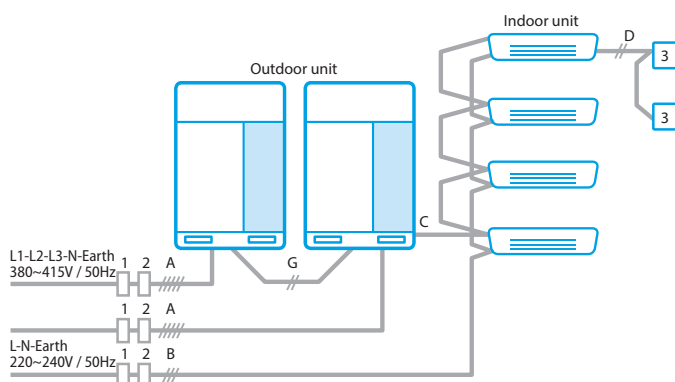 Indoor unit
D
3
Outdoor unit
3
C
L1-L2-L3-N-Earth
380~415V / 50Hz
1 2 A
G
1 2 A
L-N-Earth
220~240V / 50Hz
1 2 B